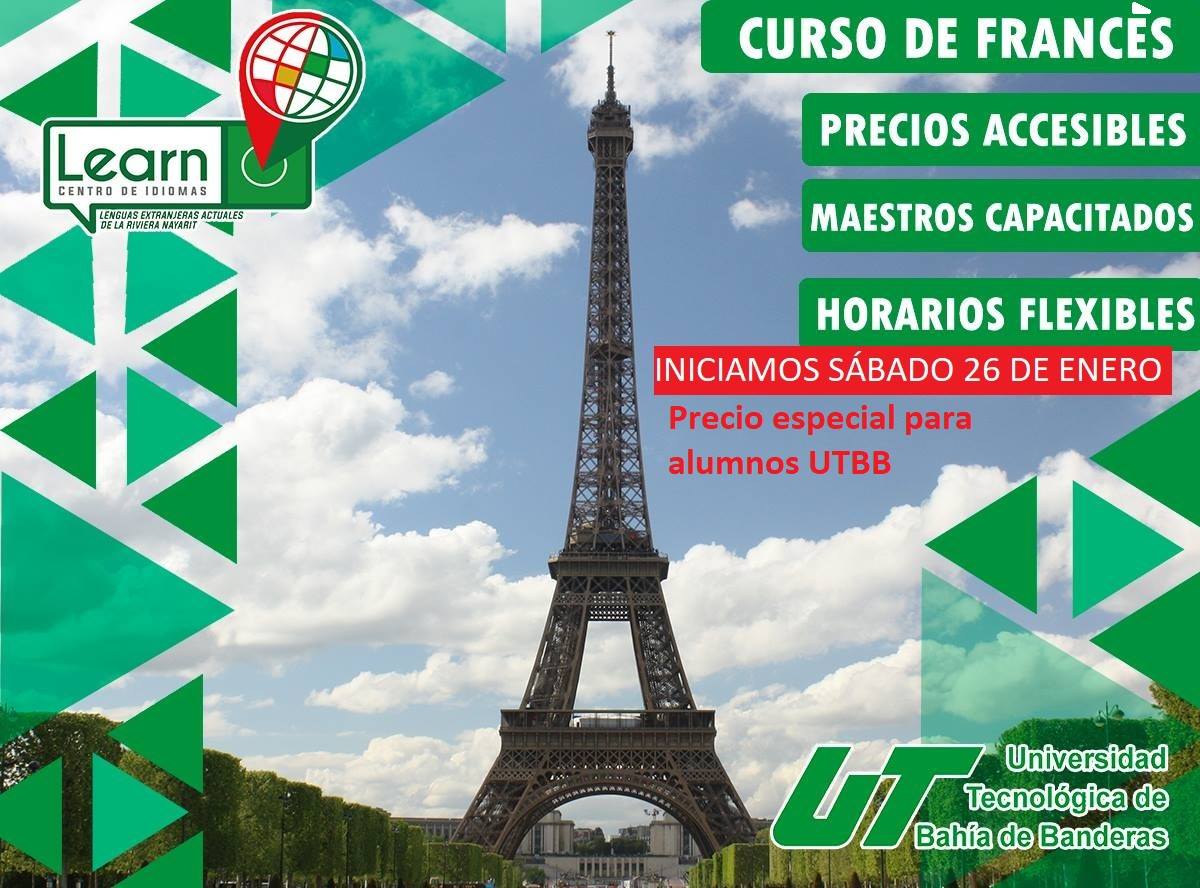 Learn
CENTRO DE IDIOMAS
LENGUAS EXTRANJERAS ACTUALES
DE LA RIVIERA NAYARIT
CURSO DE FRANCÈS
PRECIOS ACCESIBLES
MAESTROS CAPACITADOS
HORARIOS FLEXIBLES
INICIAMOS SÁBADO 26 DE ENERO
Precio especial para
alumnos UTBB
UT
Universidad
Tecnológica de
Bahía de Banderas